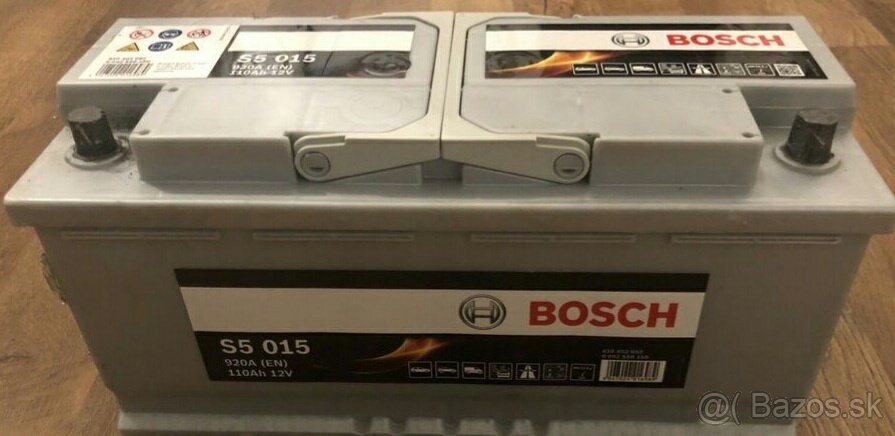 S5 015
920A (EN)
110Ah 12V
BOSCH
BOSCH
S5 015
920A (EN)
110Ah 12V
@( Bazos.sk